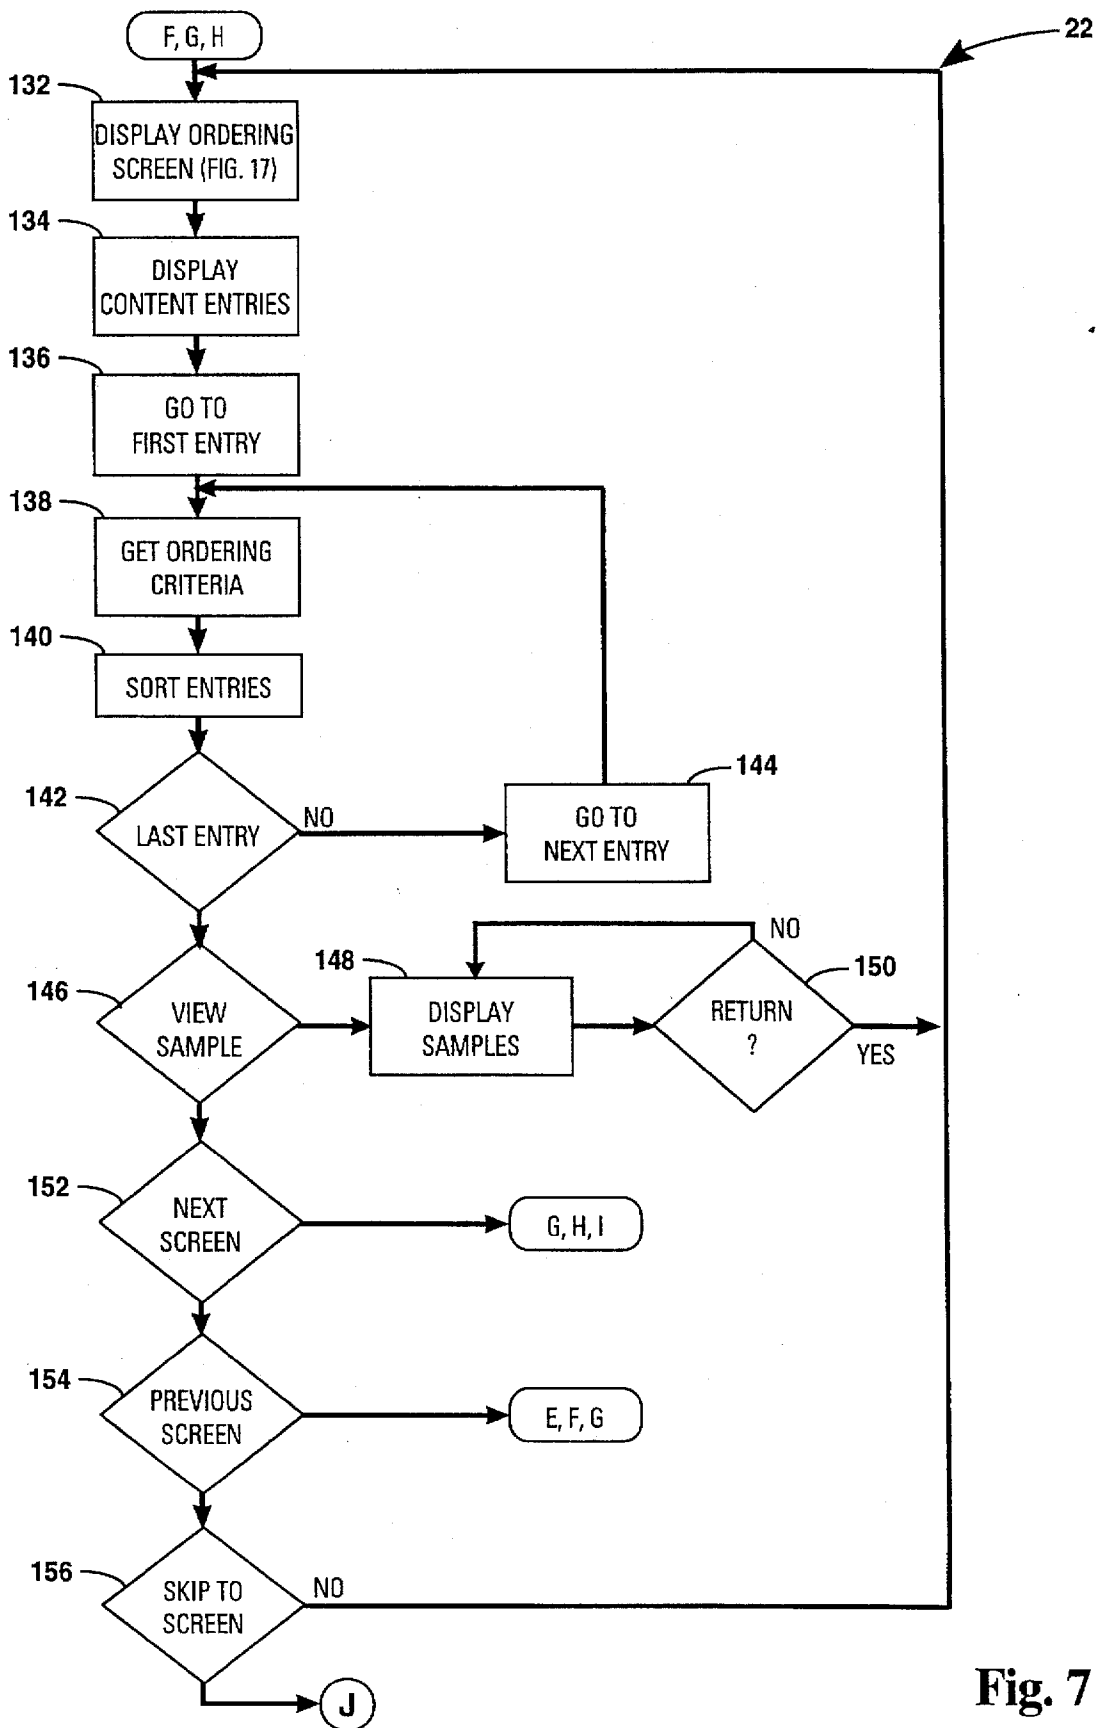 F, G, H
22
132
DISPLAY ORDERING
SCREEN (FIG. 17)
134
DISPLAY
CONTENT ENTRIES
136
GO TO
FIRST ENTRY
138
GET ORDERING
CRITERIA
140
SORT ENTRIES
142
LAST ENTRY
NO
144
GO TO
NEXT ENTRY
146
VIEW
SAMPLE
148
DISPLAY
SAMPLES
NO
150
RETURN
?
YES
152
NEXT
SCREEN
G, H, I
154
PREVIOUS
SCREEN
E, F, G
156
SKIP TO
SCREEN
NO
J
Fig. 7